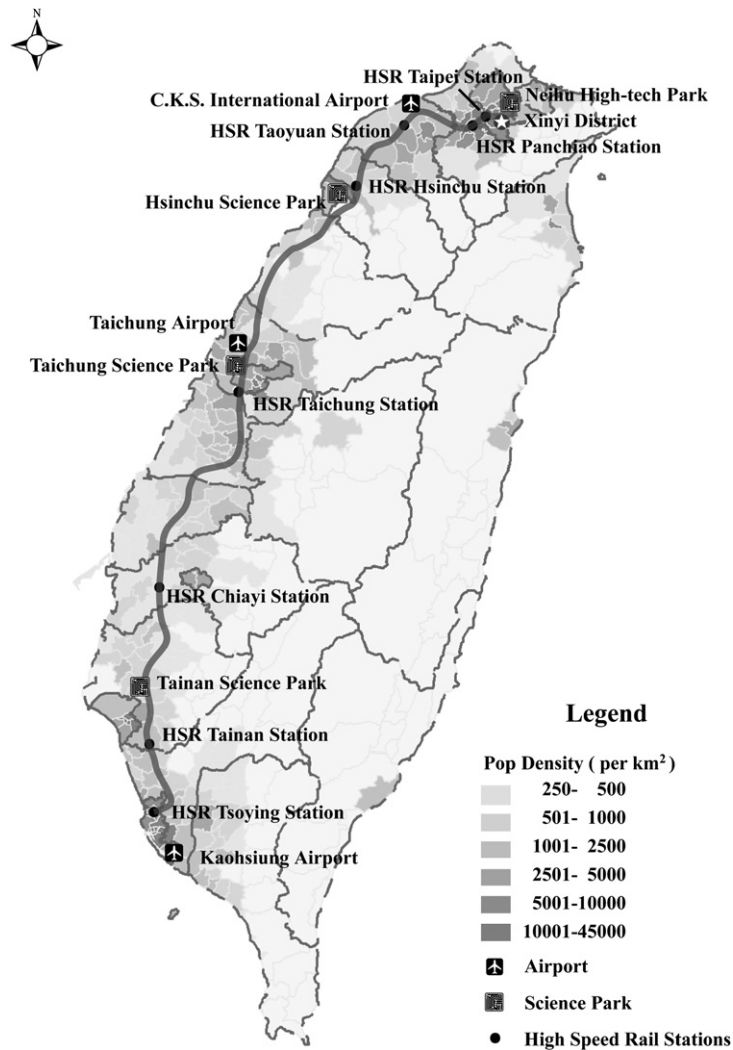 N
HSR Taipei Station
C.K.S. International Airport
Neihu High-tech Park
HSR Taoyuan Station
Xinyi District
HSR Panchiao Station
HSR Hsinchu Station
Hsinchu Science Park
Taichung Airport
Taichung Science Park
HSR Taichung Station
HSR Chiayi Station
Tainan Science Park
HSR Tainan Station
HSR Tsoying Station
Kaohsiung Airport
Legend
Pop Density ( per km² )
250- 500
501- 1000
1001- 2500
2501- 5000
5001-10000
10001-45000
Airport
Science Park
High Speed Rail Stations